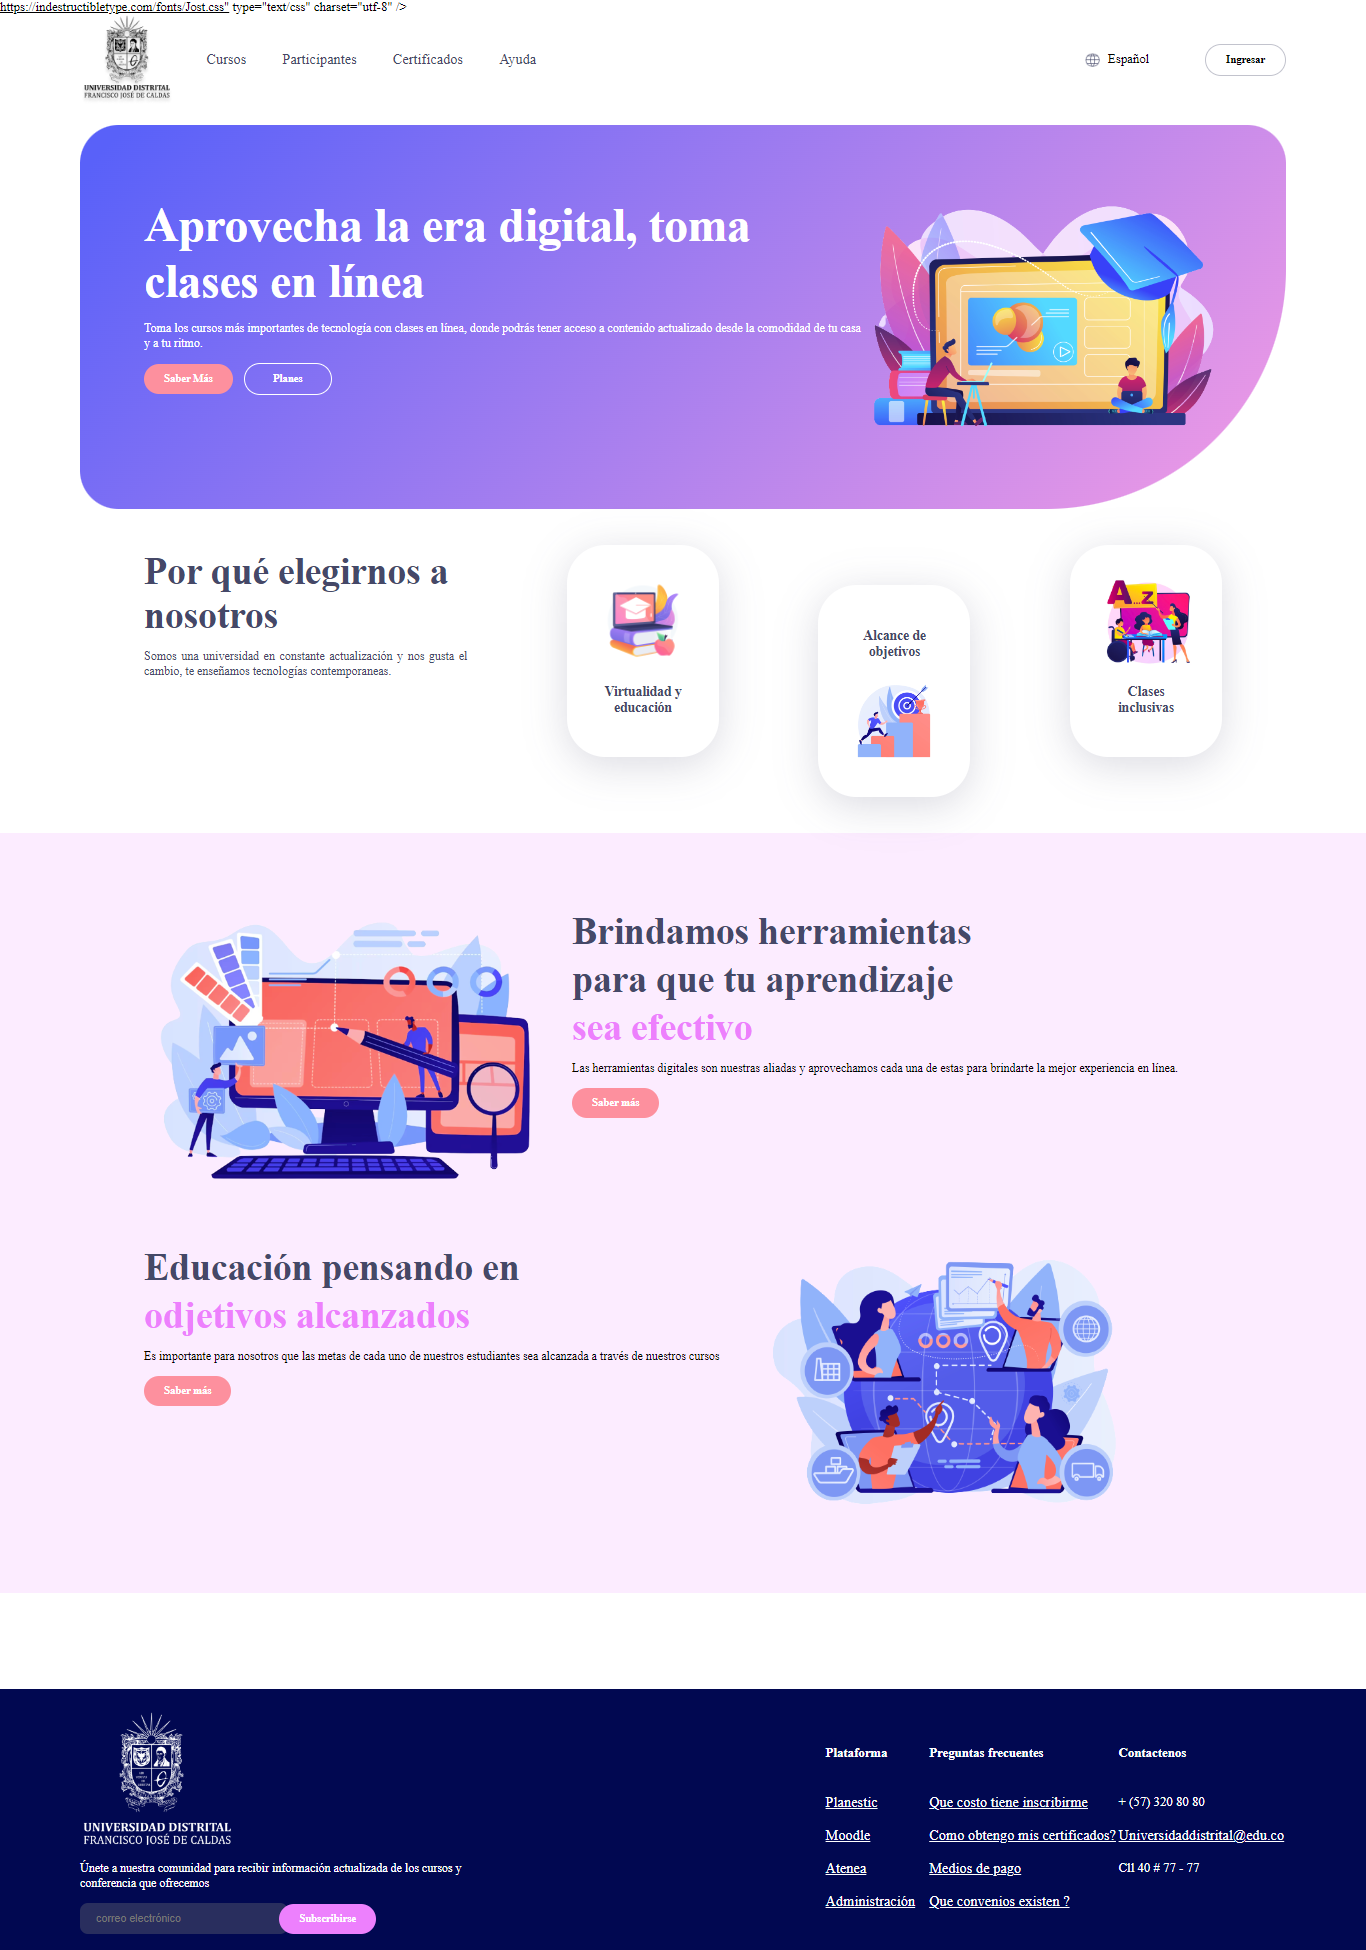 https://indestructibletype.com/fonts/Jost.css" type="text/css" charset="utf-8" />
UNIVERSIDAD DISTRITAL
FRANCISCO JOSÉ DE CALDAS
Cursos
Participantes
Certificados
Ayuda
Español
Ingresar
Aprovecha la era digital, toma
clases en línea
Toma los cursos más importantes de tecnología con clases en línea, donde podrás tener acceso a contenido actualizado desde la comodidad de tu casa
y a tu ritmo.
Saber Más
Planes
Por qué elegirnos a
nosotros
Somos una universidad en constante actualización y nos gusta el
cambio, te enseñamos tecnologías contemporaneas.
Virtualidad y
educación
Alcance de
objetivos
A...z
Clases
inclusivas
Brindamos herramientas
para que tu aprendizaje
sea efectivo
Las herramientas digitales son nuestras aliadas y aprovechamos cada una de estas para brindarte la mejor experiencia en línea.
Saber más
Educación pensando en
odjetivos alcanzados
Es importante para nosotros que las metas de cada uno de nuestros estudiantes sea alcanzada a través de nuestros cursos
Saber más
UNIVERSIDAD DISTRITAL
FRANCISCO JOSÉ DE CALDAS
Únete a nuestra comunidad para recibir información actualizada de los cursos y
conferencia que ofrecemos
correo electrónico
Subscribirse
Plataforma
Planestic
Moodle
Atenea
Administración
Preguntas frecuentes
Que costo tiene inscribirme
Como obtengo mis certificados?
Medios de pago
Que convenios existen ?
Contactenos
+ (57) 320 80 80
Universidaddistrital@edu.co
Cll 40 # 77 - 77